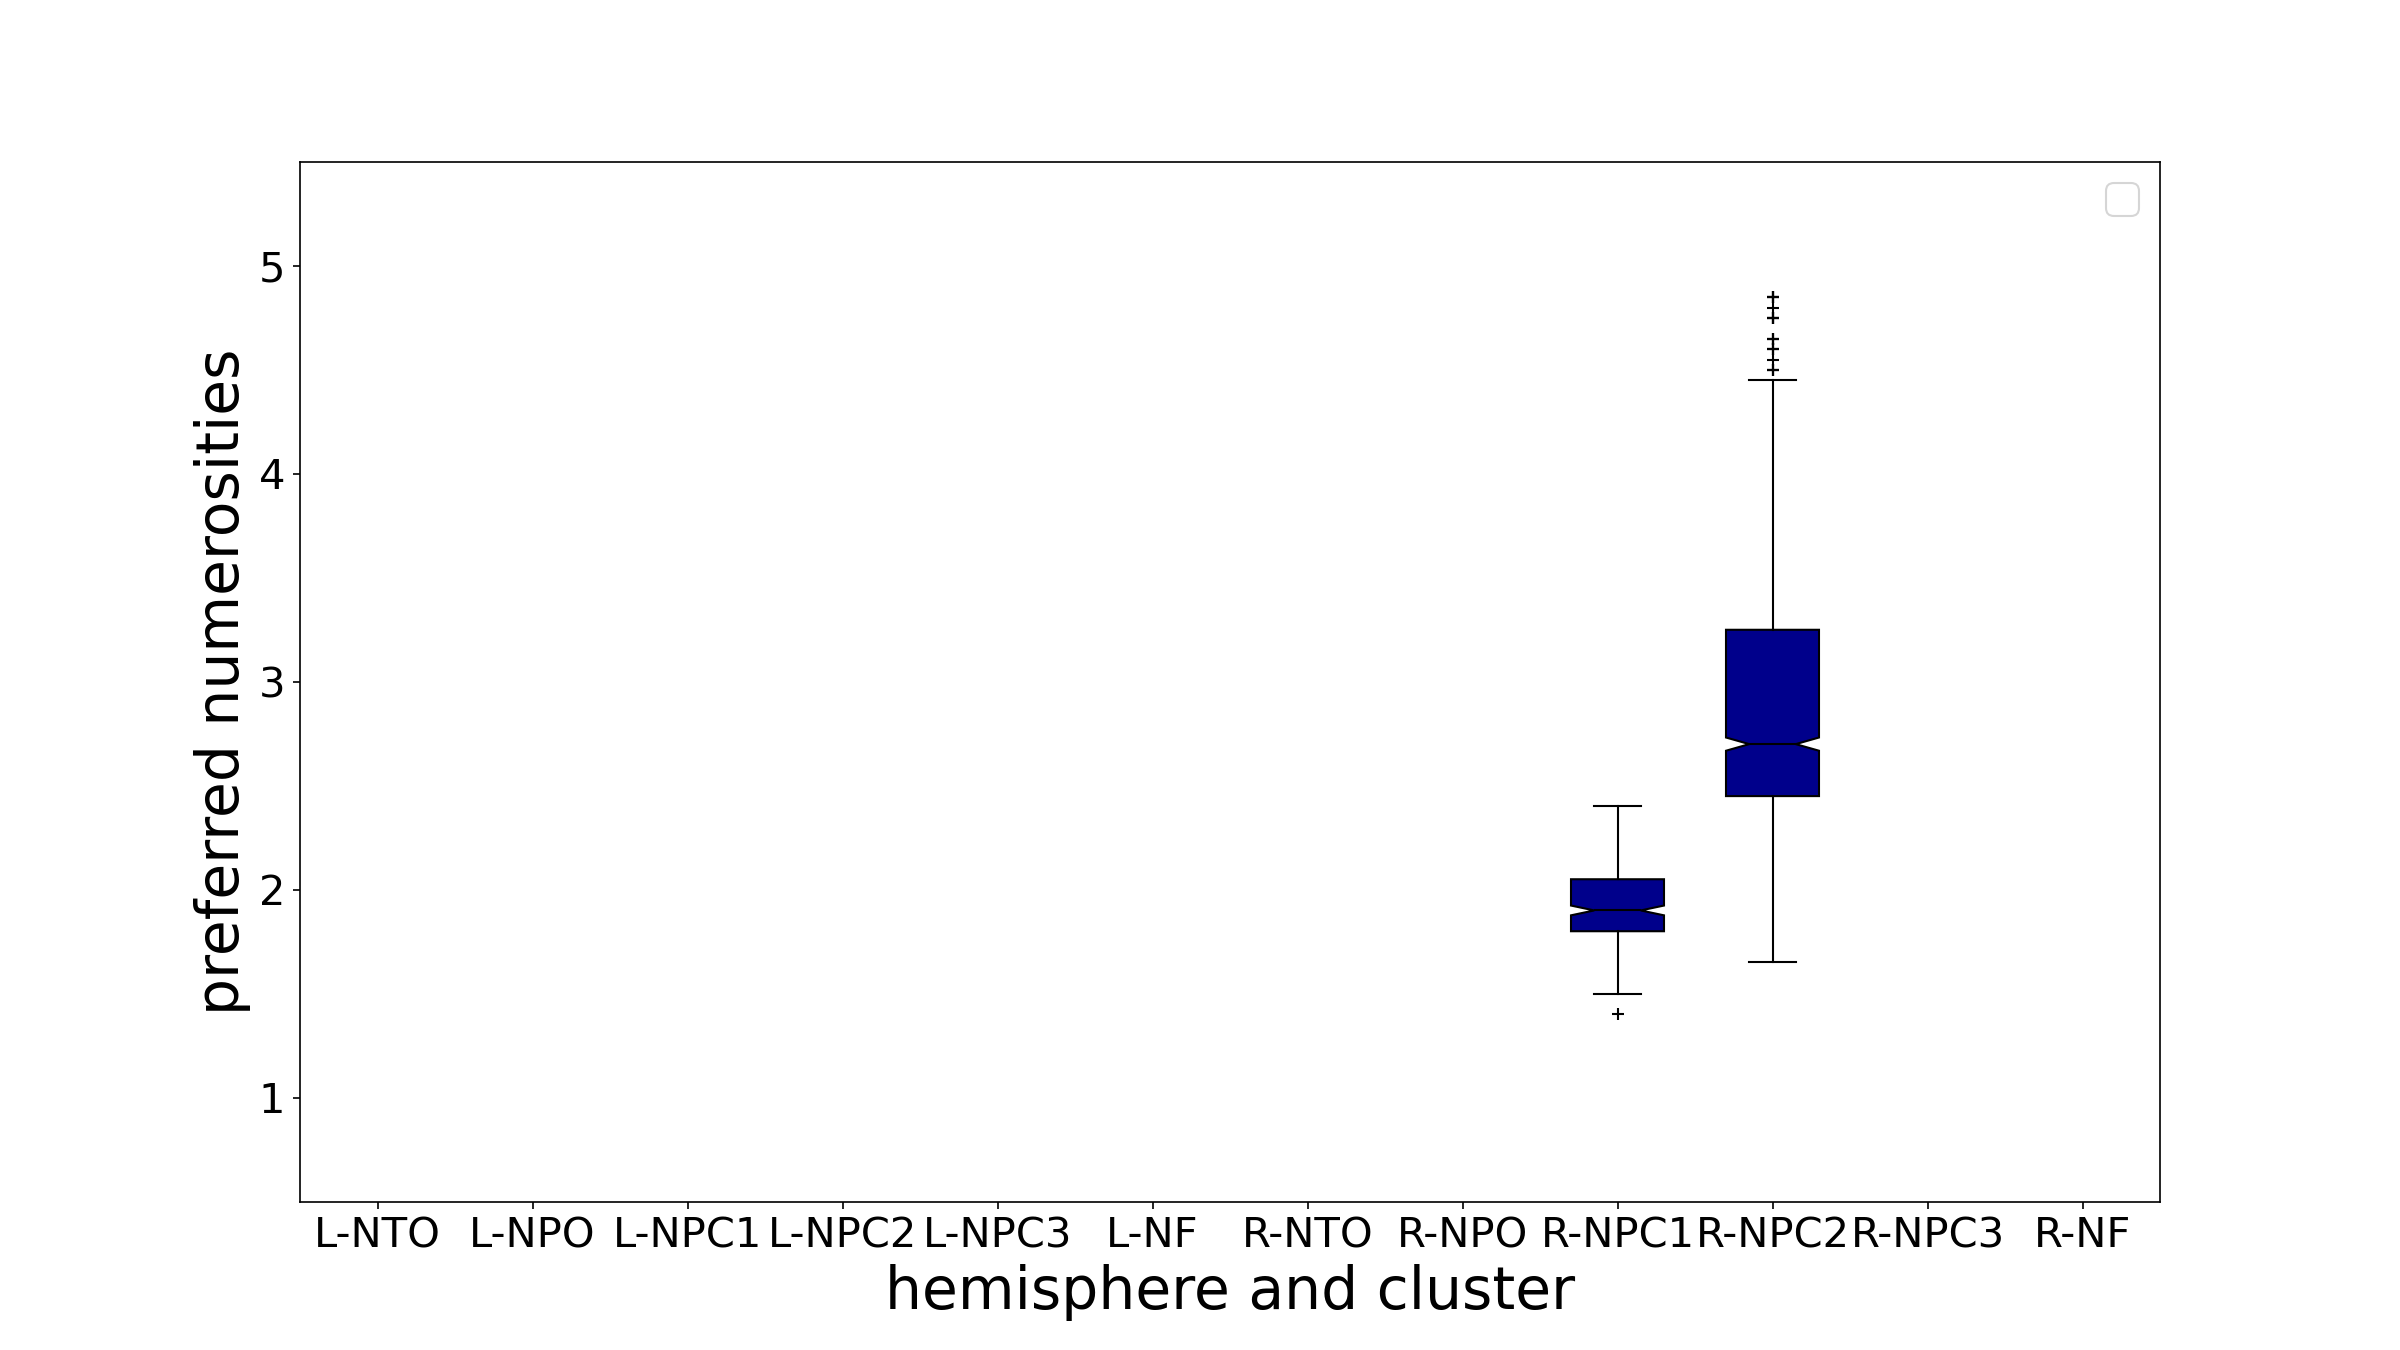 preferred numerosities
5
4
3
2
1
L-NTO L-NPO L-NPC1 L-NPC2 L-NPC3 L-NF R-NTO R-NPO R-NPC1 R-NPC2 R-NPC3 R-NF
hemisphere and cluster